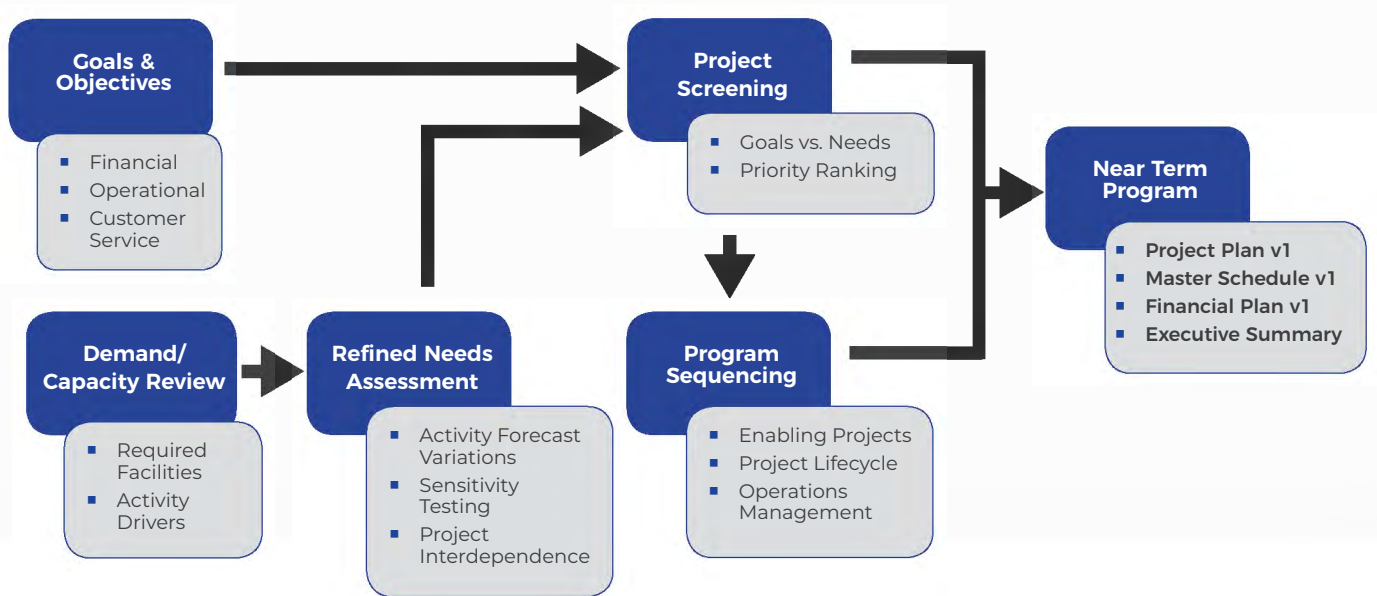 Goals &
Objectives
■ Financial
■ Operational
■ Customer
Service
Project
Screening
■ Goals vs. Needs
■ Priority Ranking
Near Term
Program
■ Project Plan v1
■ Master Schedule v1
■ Financial Plan v1
■ Executive Summary
Demand/
Capacity Review
■ Required
Facilities
■ Activity
Drivers
Refined Needs
Assessment
■ Activity Forecast
Variations
■ Sensitivity
Testing
■ Project
Interdependence
Program
Sequencing
■ Enabling Projects
■ Project Lifecycle
■ Operations
Management